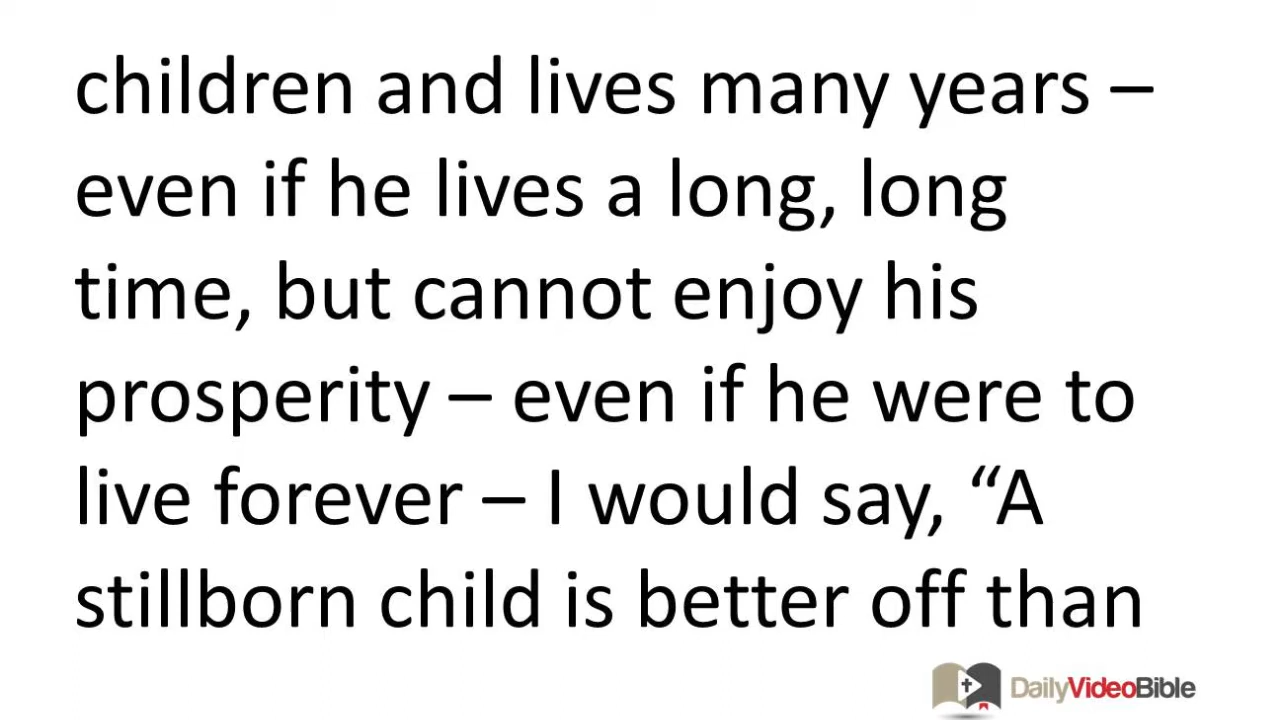 children and lives many years –
even if he lives a long, long
time, but cannot enjoy his
prosperity – even if he were to
live forever – I would say, “A
stillborn child is better off than
DailyVideoBible